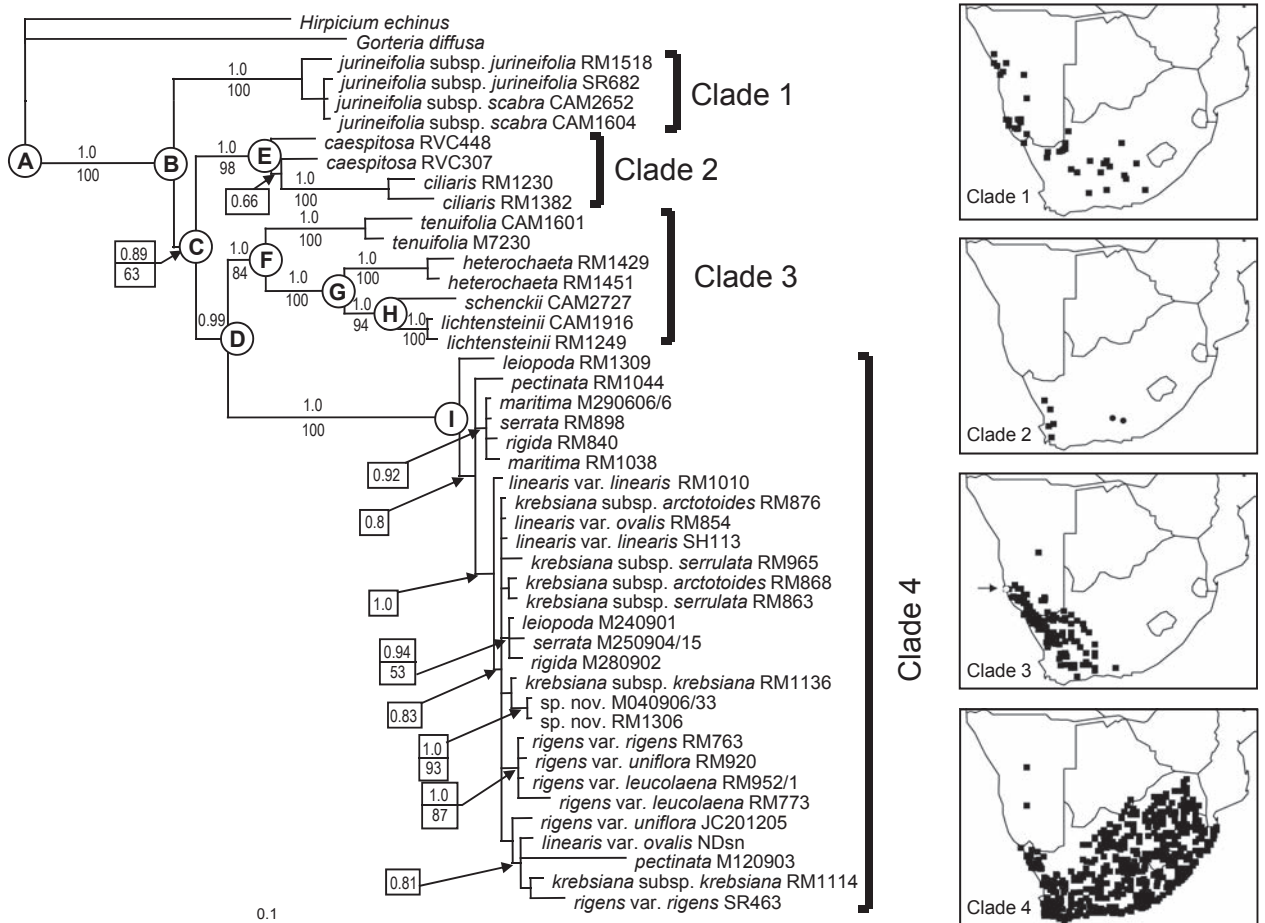 Hirpicium echinus
Gorteria diffusa
jurineifolia subsp. jurineifolia RM1518
1.0
100
jurineifolia subsp. jurineifolia SR682
jurineifolia subsp. scabra CAM2652
jurineifolia subsp. scabra CAM1604
Clade 1
caespitosa RVC448
caespitosa RVC307
ciliaris RM1230
ciliaris RM1382
Clade 2
A
1.0
100
B
1.0
98
E
0.66
1.0
100
tenuifolia CAM1601
tenuifolia M7230
heterochaeta RM1429
heterochaeta RM1451
schenckii CAM2727
lichtensteinii CAM1916
lichtensteinii RM1249
Clade 3
0.89
63
C
1.0
84
F
1.0
100
1.0
100
G
1.0
100
1.0
94
H
1.0
100
0.99
D
1.0
100
I
leiopoda RM1309
pectinata RM1044
maritima M290606/6
serrata RM898
rigida RM840
maritima RM1038
0.92
0.8
linearis var. linearis RM1010
krebsiana subsp. arctotoides RM876
linearis var. ovalis RM854
linearis var. linearis SH113
krebsiana subsp. serrulata RM965
krebsiana subsp. arctotoides RM868
krebsiana subsp. serrulata RM863
1.0
leiopoda M240901
serrata M250904/15
rigida M280902
0.94
53
krebsiana subsp. krebsiana RM1136
0.83
sp. nov. M040906/33
sp. nov. RM1306
1.0
93
rigens var. rigens RM763
rigens var. uniflora RM920
rigens var. leucolaena RM952/1
rigens var. leucolaena RM773
1.0
87
rigens var. uniflora JC201205
linearis var. ovalis NDsn
pectinata M120903
krebsiana subsp. krebsiana RM1114
rigens var. rigens SR463
0.81
Clade 4
0.1
Clade 1
Clade 2
Clade 3
Clade 4